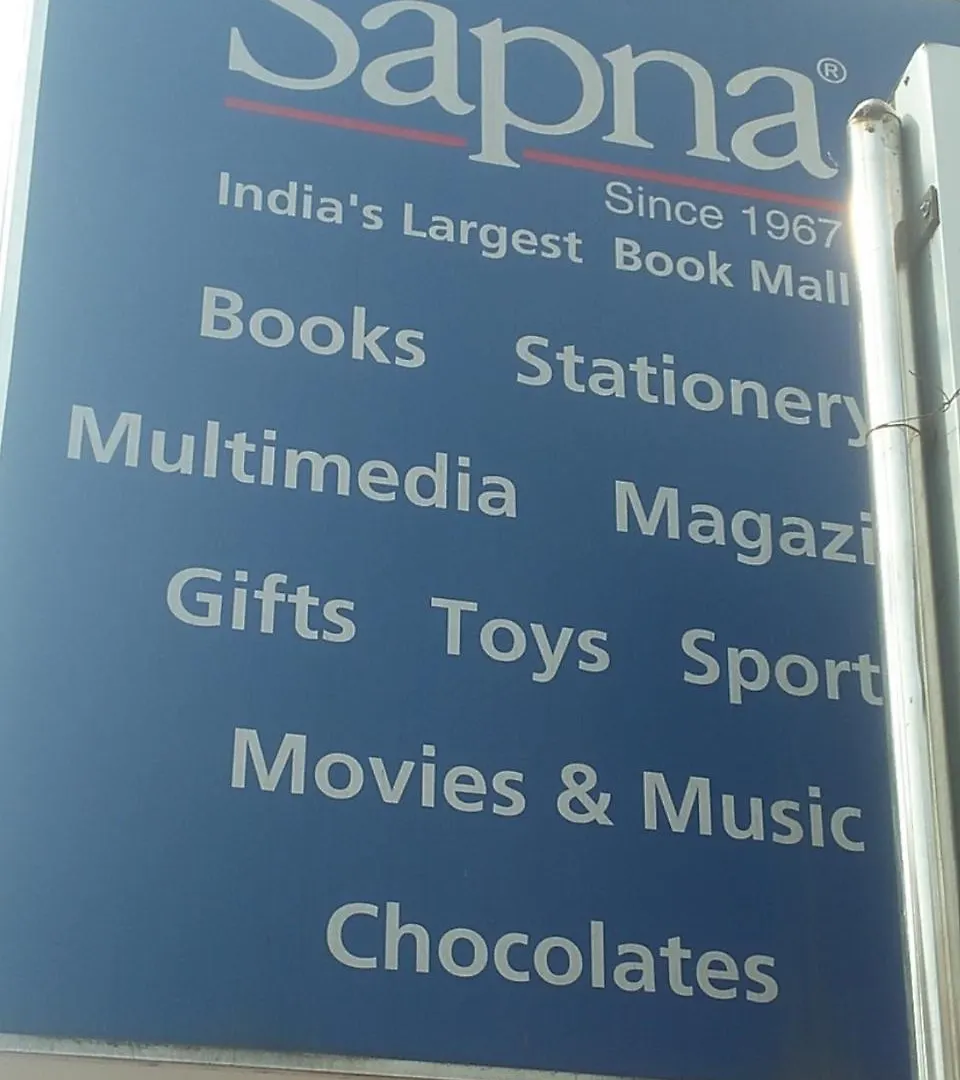 Sapna®
Since 1967
India's Largest Book Mall
Books Stationery
Multimedia Magazi
Gifts Toys Sport
Movies & Music
Chocolates